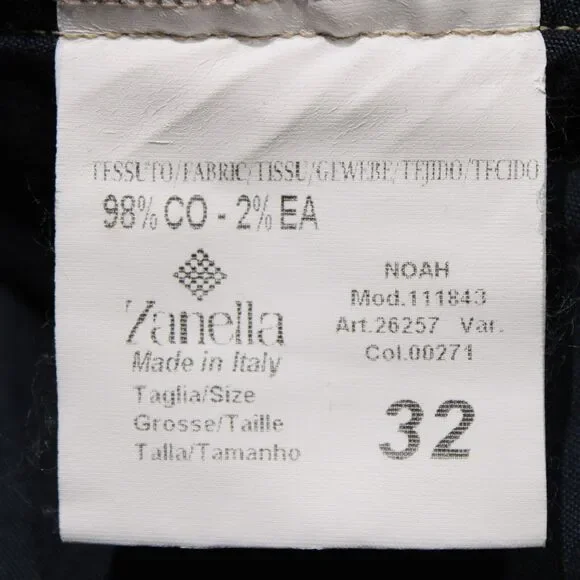 TESSUTO/FABRIC/TISSU/GEWEBE/TEJIDO/TECIDO
98% CO - 2% EA
Zanella
Made in Italy
Taglia/Size
Grosse/Taille
Talla/Tamanho
NOAH
Mod.111843
Art.26257 Var.
Col.00271
32